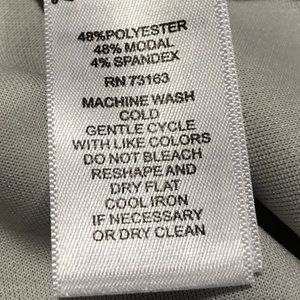 48%POLYESTER
48% MODAL
4% SPANDEX
RN 73163
MACHINE WASH
COLD
GENTLE CYCLE
WITH LIKE COLORS
DO NOT BLEACH
RESHAPE AND
DRY FLAT
COOL IRON
IF NECESSARY
OR DRY CLEAN